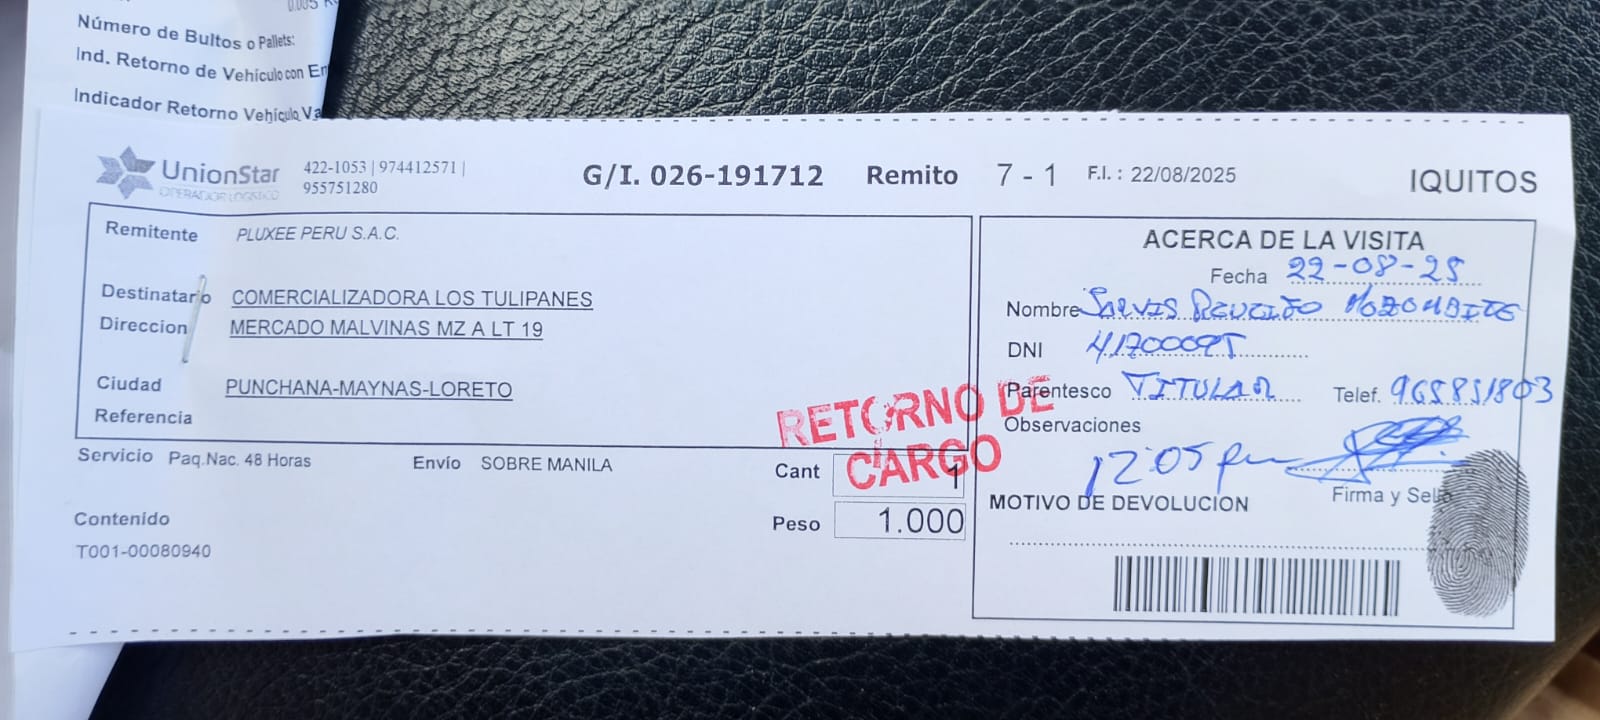 Número de Bultos o Pallets:
Ind. Retorno de Vehículo con
Indicador Retorno Vehículo
UnionStar
OPERADOR LOGISTICO
422-1053 | 974412571 |
955751280
G/I. 026-191712 Remito 7 - 1 F.I. : 22/08/2025 IQUITOS
Remitente PLUXEE PERU S.A.C.
Destinatario COMERCIALIZADORA LOS TULIPANES
Direccion MERCADO MALVINAS MZ A LT 19
Ciudad PUNCHANA-MAYNAS-LORETO
Referencia
Servicio Paq.Nac. 48 Horas Envío SOBRE MANILA
Cant 1
Peso 1.000
Contenido
T001-00080940
RETORNO DE
CARGO
ACERCA DE LA VISITA
Fecha 22-08-25
Nombre MOZOMBITE
DNI
Parentesco TITULAR Telef. 965851803
Observaciones
12:05 pm
MOTIVO DE DEVOLUCION
Firma y Sello